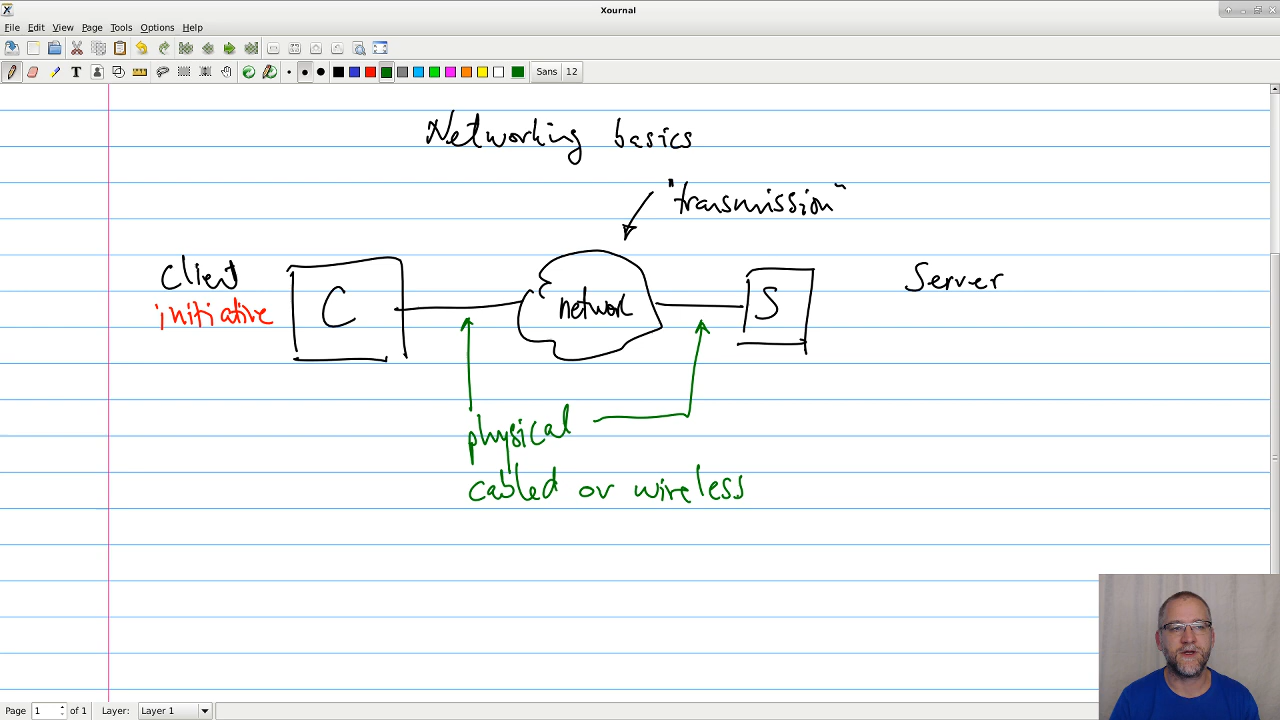 Xournal
File Edit View Page Tools Options Help
Sans 12
Networking basics
"transmission"
Client
initiative
C
network
S
Server
physical
cabled or wireless
Page 1 of 1 Layer: Layer 1